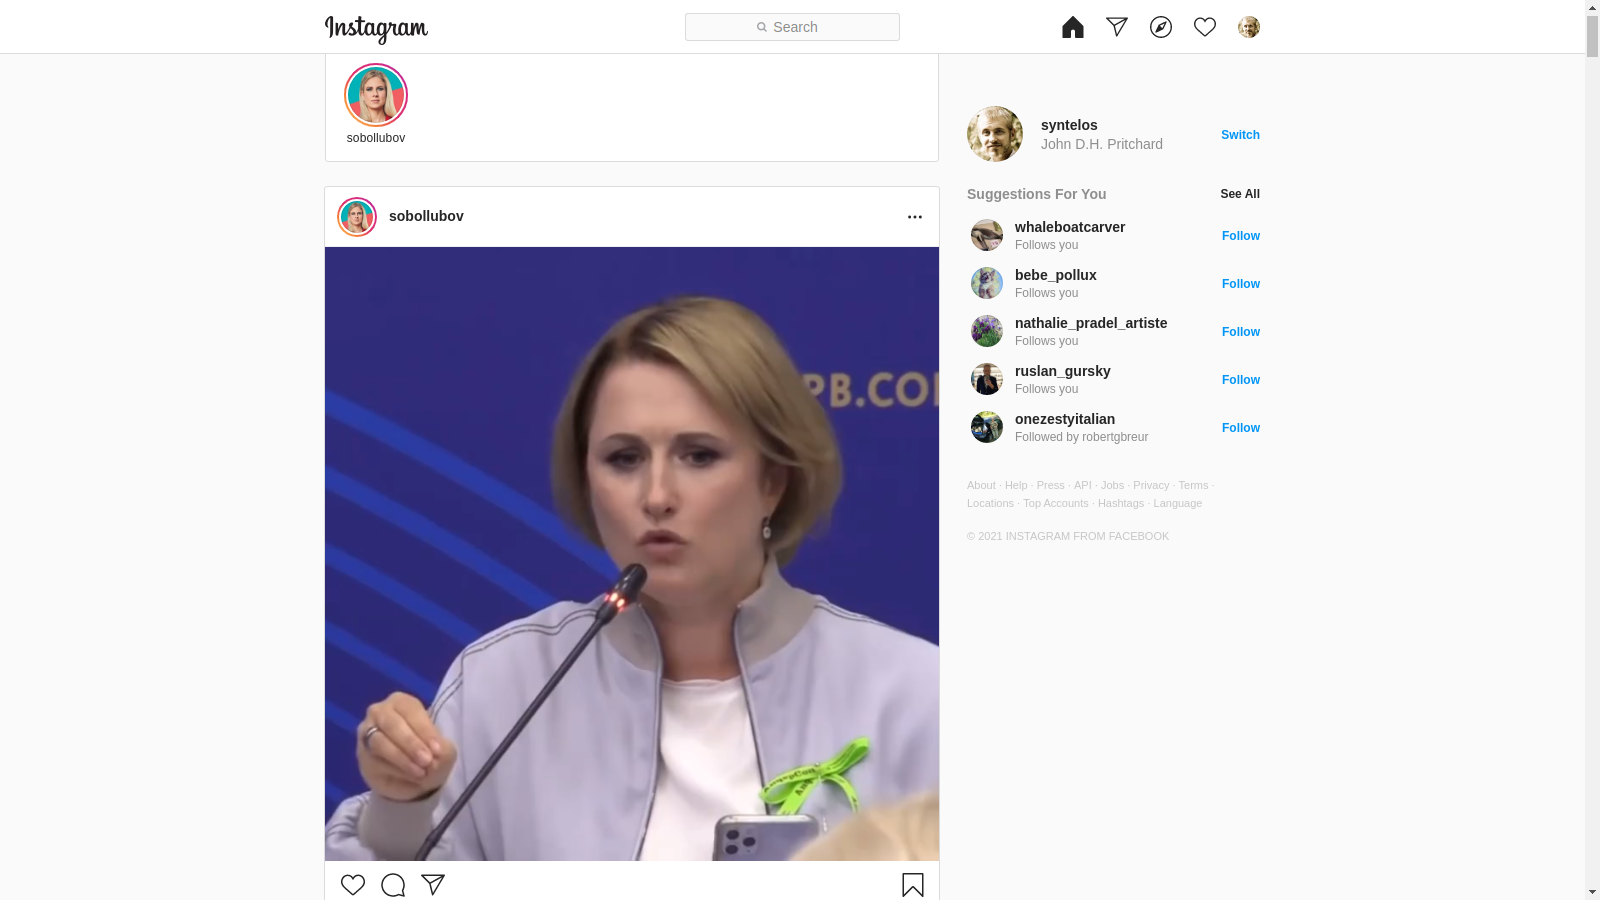 Instagram
Search
sobollubov
sobollubov
PB.CO
syntelos
John D.H. Pritchard
Switch
Suggestions For You
See All
whaleboatcarver
Follows you
Follow
bebe_pollux
Follows you
Follow
nathalie_pradel_artiste
Follows you
Follow
ruslan_gursky
Follows you
Follow
onezestyitalian
Followed by robertgbreur
Follow
About · Help · Press · API · Jobs · Privacy · Terms ·
Locations · Top Accounts · Hashtags · Language
© 2021 INSTAGRAM FROM FACEBOOK